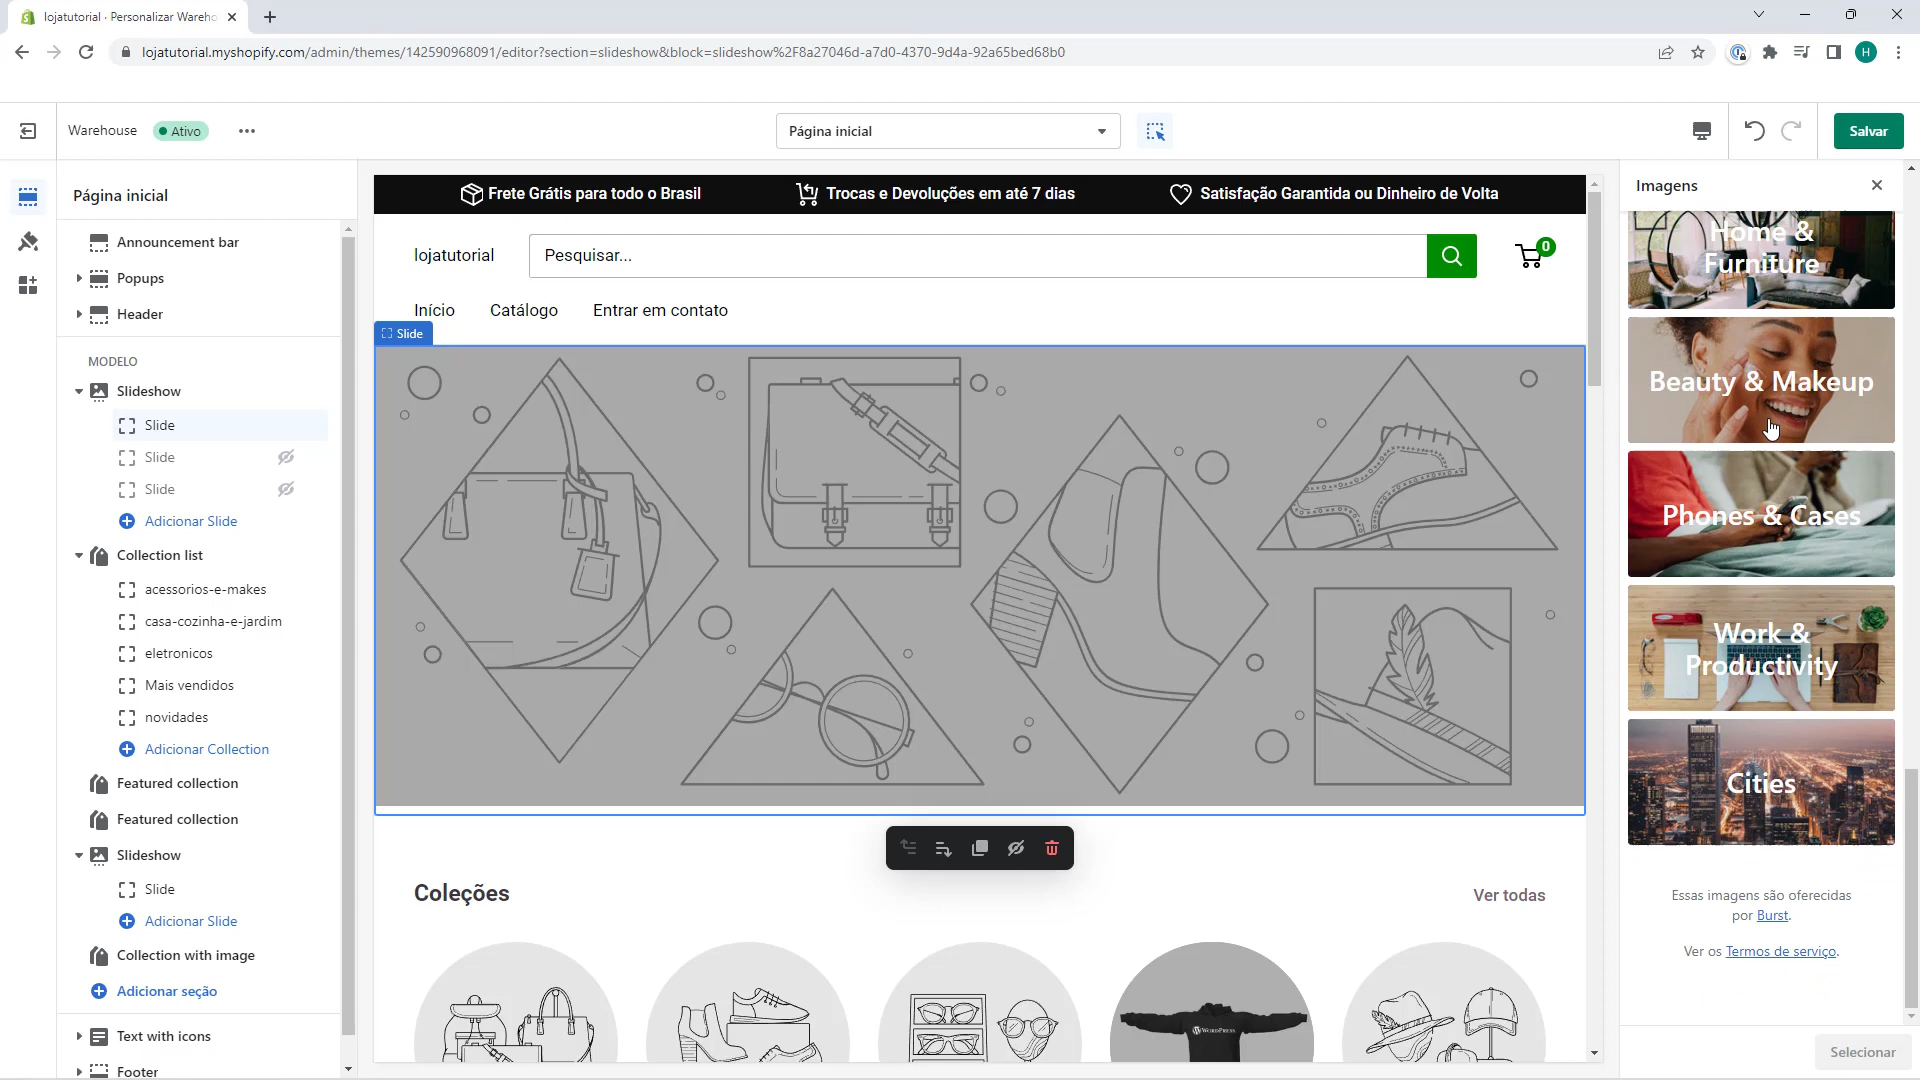 lojatutorial · Personalizar Wareho
lojatutorial.myshopify.com/admin/themes/142590968091/editor?section=slideshow&block=slideshow%2F8a27046d-a7d0-4370-9d4a-92a65bed68b0
H
Warehouse
Ativo
Página inicial
Salvar
Página inicial
Announcement bar
Popups
Header
MODELO
Slideshow
Slide
Slide
Slide
Adicionar Slide
Collection list
acessorios-e-makes
casa-cozinha-e-jardim
eletronicos
Mais vendidos
novidades
Adicionar Collection
Featured collection
Featured collection
Slideshow
Slide
Adicionar Slide
Collection with image
Adicionar seção
Text with icons
Footer
Frete Grátis para todo o Brasil
Trocas e Devoluções em até 7 dias
Satisfação Garantida ou Dinheiro de Volta
lojatutorial
Pesquisar...
0
Início
Catálogo
Entrar em contato
Slide
Coleções
Ver todas
WORDPRESS
Imagens
Home &
Furniture
Beauty & Makeup
Phones & Cases
Work &
Productivity
Cities
Essas imagens são oferecidas
por Burst.
Ver os Termos de serviço.
Selecionar